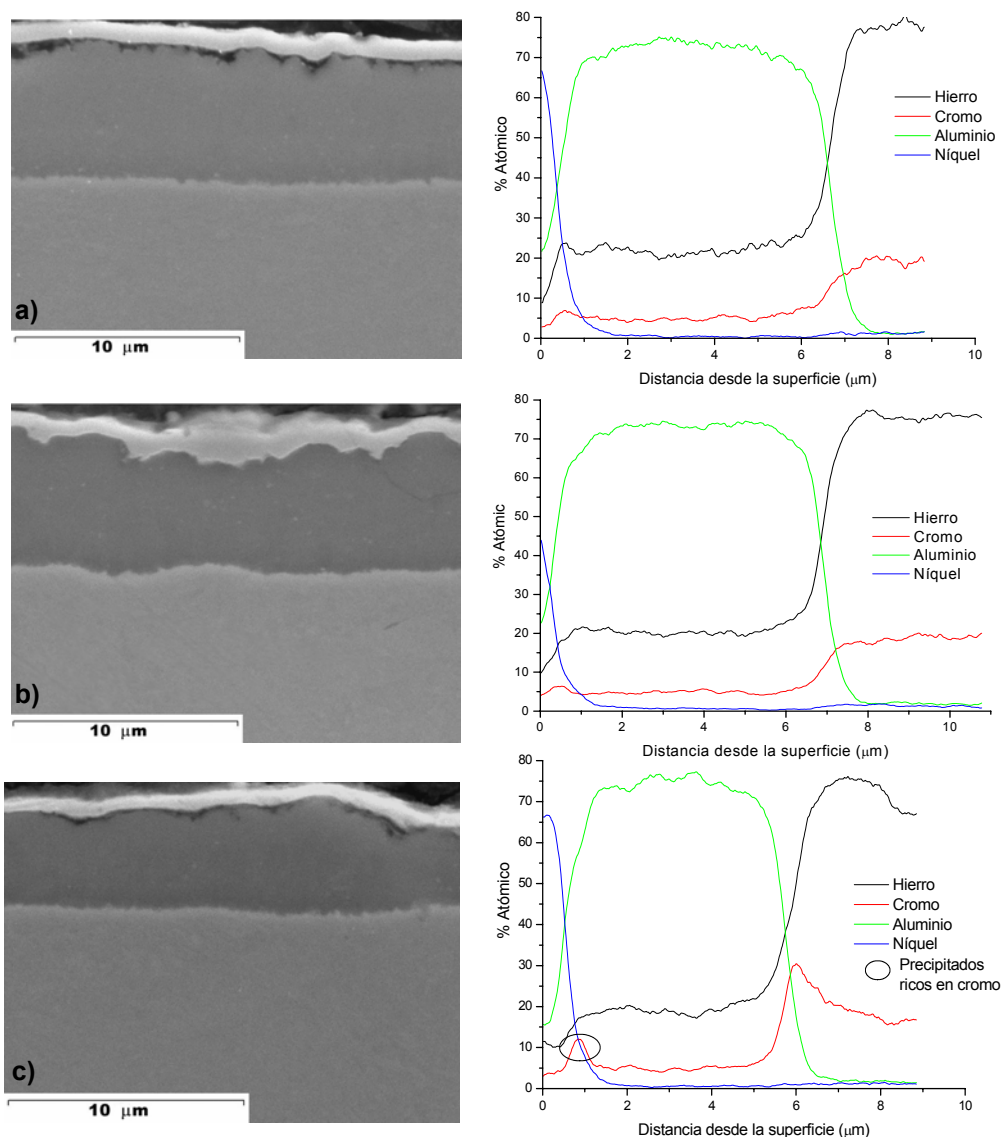 a)
10 μm
80
70
60
50
40
30
20
10
0
% Atómico
Hierro
Cromo
Aluminio
Níquel
0 2 4 6 8 10
Distancia desde la superficie (μm)
b)
10 μm
80
70
60
50
40
30
20
10
0
% Atómic
Hierro
Cromo
Aluminio
Níquel
0 2 4 6 8 10
Distancia desde la superficie (μm)
c)
10 μm
80
70
60
50
40
30
20
10
0
% Atómico
Hierro
Cromo
Aluminio
Níquel
Precipitados
ricos en cromo
0 2 4 6 8 10
Distancia desde la superficie (μm)